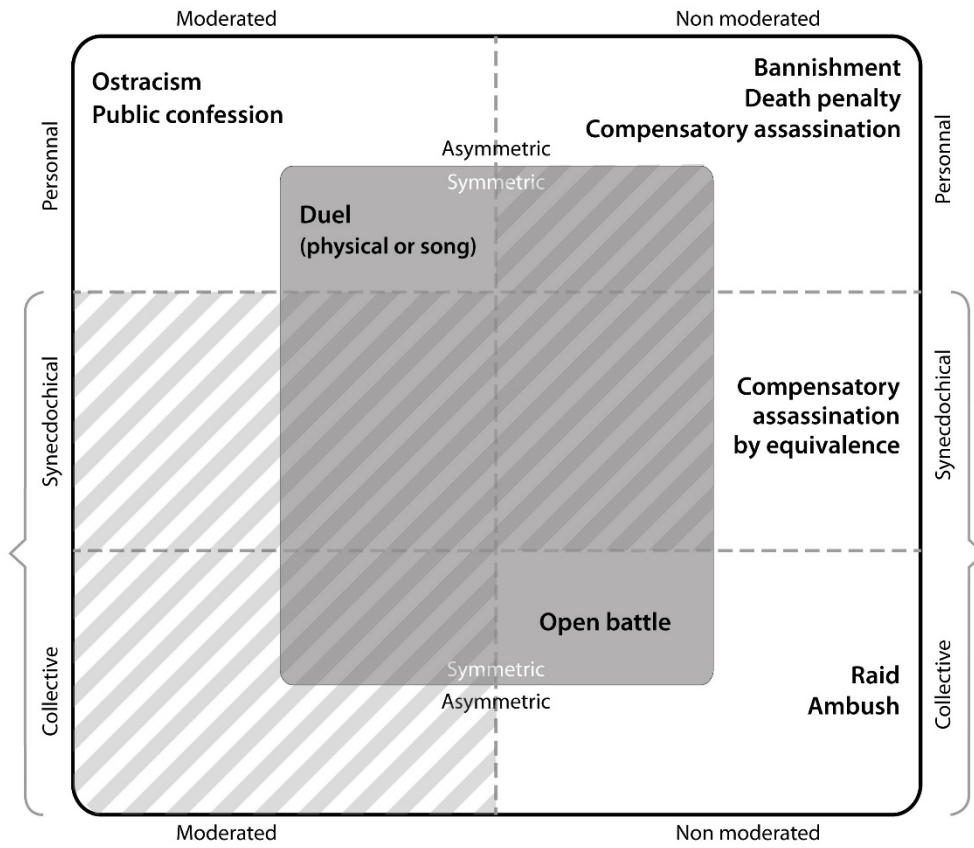 Moderated
Non moderated
Personnal
Ostracism
Public confession
Bannishment
Death penalty
Compensatory assassination
Personnal
Asymmetric
Symmetric
Duel
(physical or song)
Synecdochical
Compensatory
assassination
by equivalence
Synecdochical
Collective
Open battle
Raid
Ambush
Collective
Symmetric
Asymmetric
Moderated
Non moderated